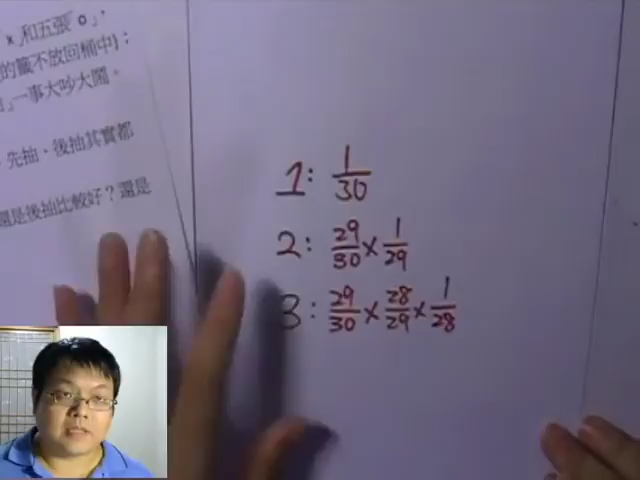 「×」和五張「○」，
的籤不放回桶中）：
」一事大吵大鬧。
先抽、後抽其實都
還是後抽比較好？還是
1: 1/30
2: 29/30 × 1/29
3: 29/30 × 28/29 × 1/28